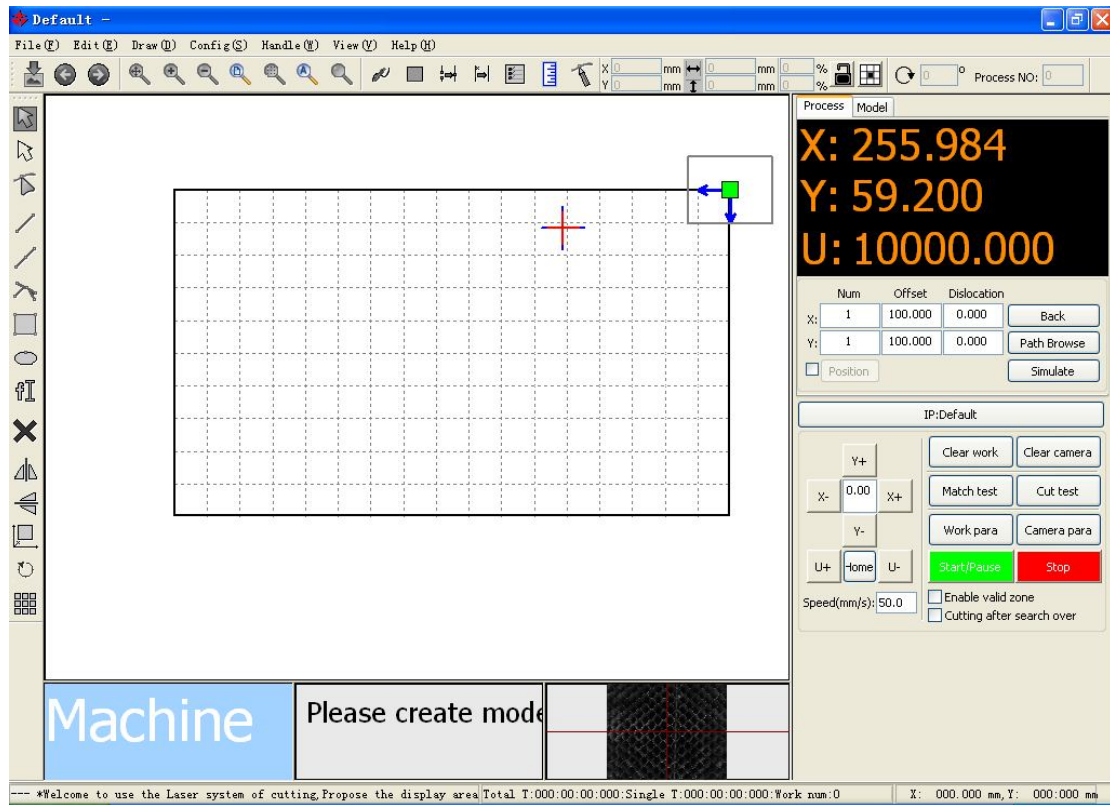 Default -
File(F) Edit(E) Draw(D) Config(S) Handle(W) View(V) Help(H)
X 0 mm 0 mm 0 %
Y 0 mm 0 mm 0 %
0 ° Process NO: 0
Process Model
X: 255.984
Y: 59.200
U: 10000.000
Num Offset Dislocation
X: 1 100.000 0.000 Back
Y: 1 100.000 0.000 Path Browse
Position Simulate
IP:Default
Y+ Clear work Clear camera
X- 0.00 X+ Match test Cut test
Y- Work para Camera para
U+ Home U- Start/Pause Stop
Speed(mm/s): 50.0 Enable valid zone
Cutting after search over
Machine
Please create mode
--- *Welcome to use the Laser system of cutting,Propose the display area Total T:000:00:00:000:Single T:000:00:00:000:Work num:0 X: 000.000 mm,Y: 000:000 mm